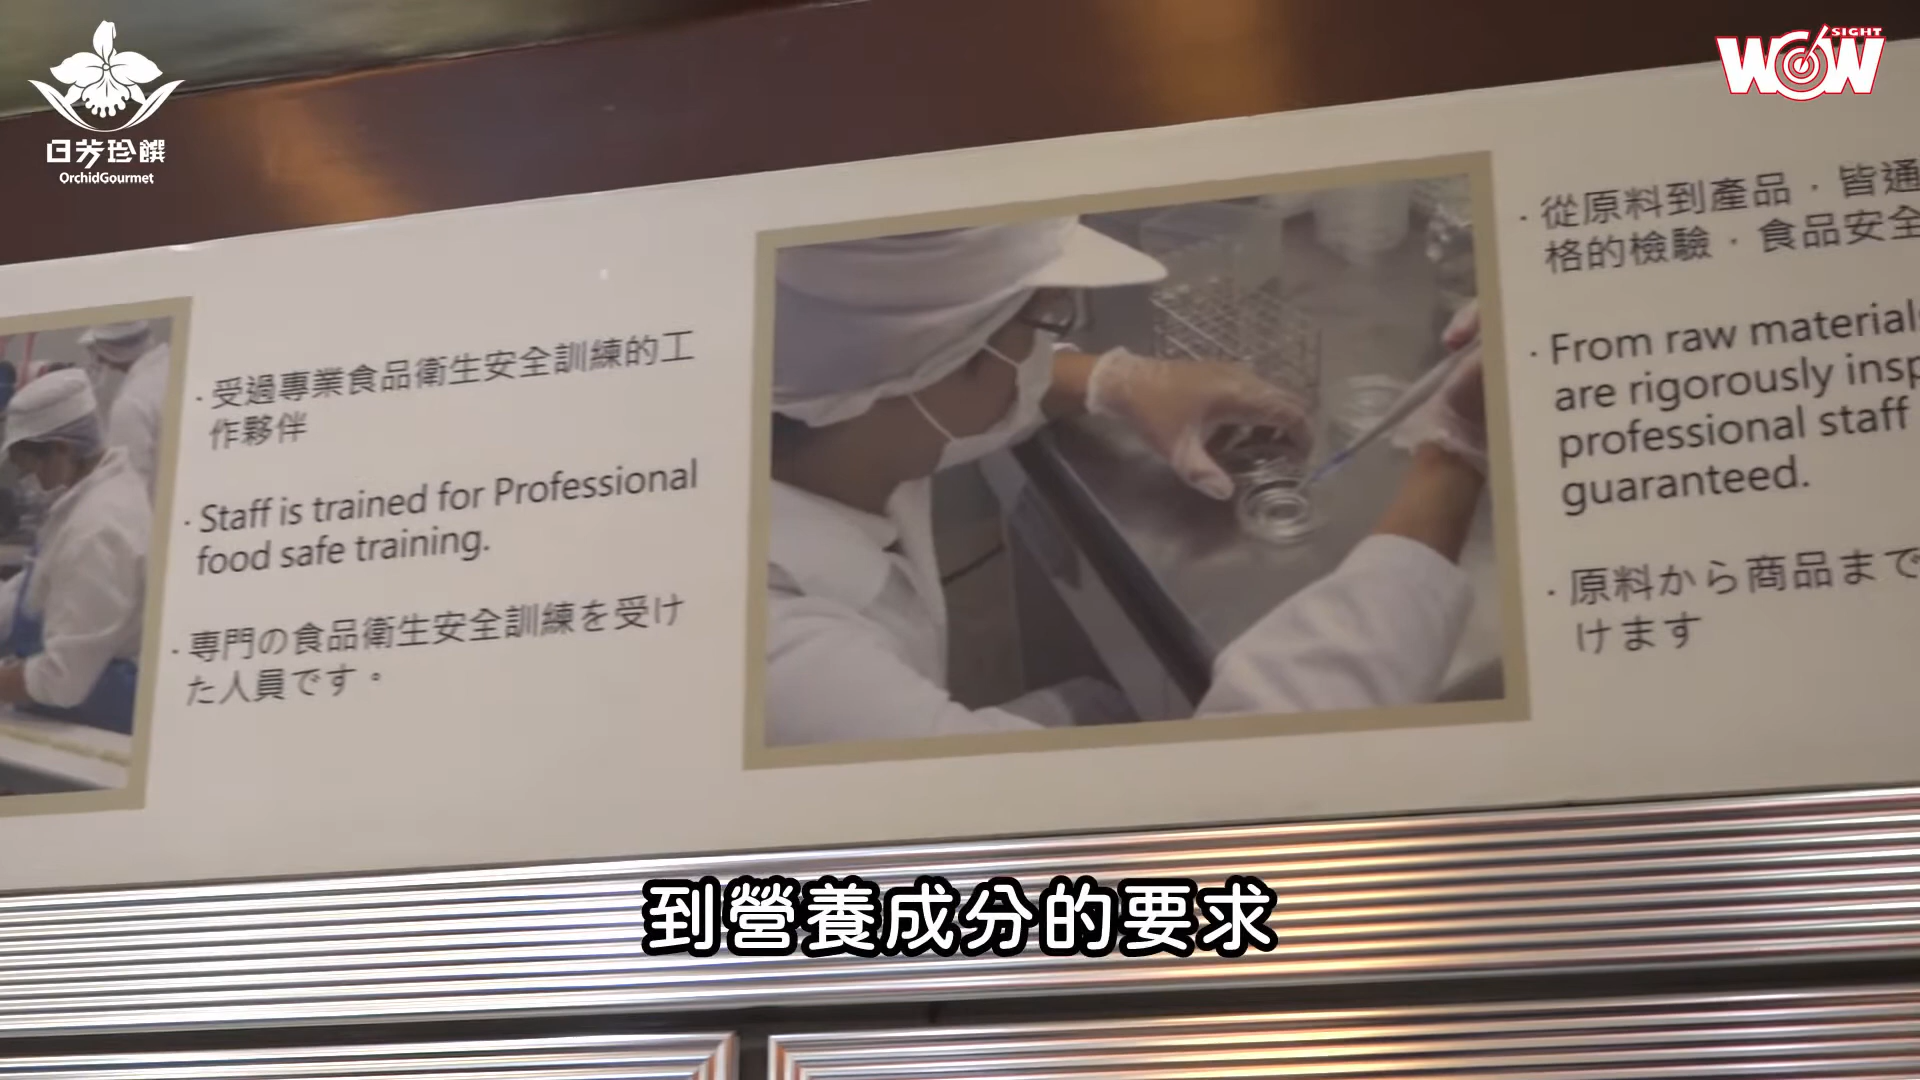 日芳珍饌
OrchidGourmet
WOW
SIGHT
·受過專業食品衛生安全訓練的工
作夥伴
·Staff is trained for Professional
food safe training.
·専門の食品衛生安全訓練を受け
た人員です。
·從原料到產品·皆通
格的檢驗·食品安全
·From raw material
are rigorously insp
professional staff
guaranteed.
·原料から商品まで
けます
到營養成分的要求